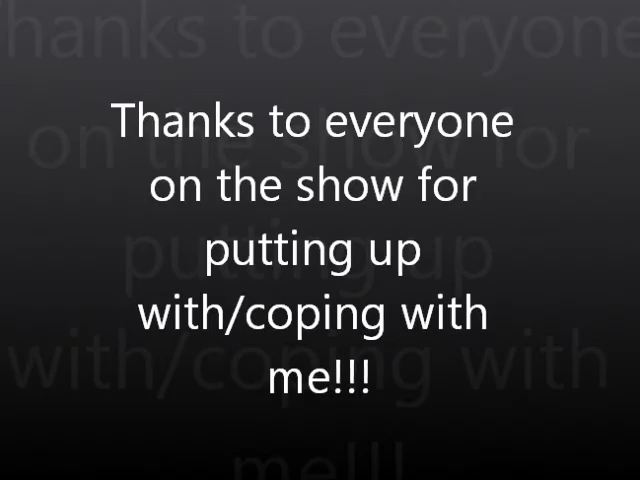 Thanks to everyone
on the show for
putting up
with/coping with
me!!!